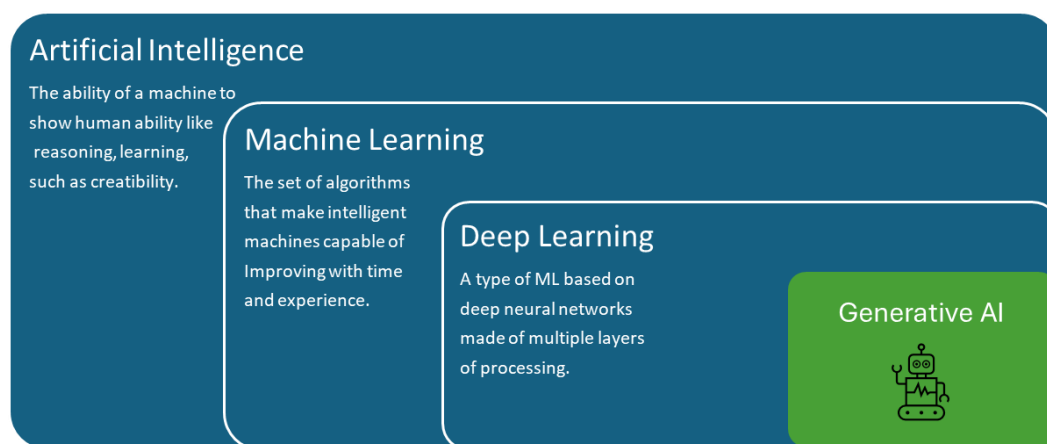 Artificial Intelligence
The ability of a machine to
show human ability like
reasoning, learning,
such as creatibility.
Machine Learning
The set of algorithms
that make intelligent
machines capable of
Improving with time
and experience.
Deep Learning
A type of ML based on
deep neural networks
made of multiple layers
of processing.
Generative AI